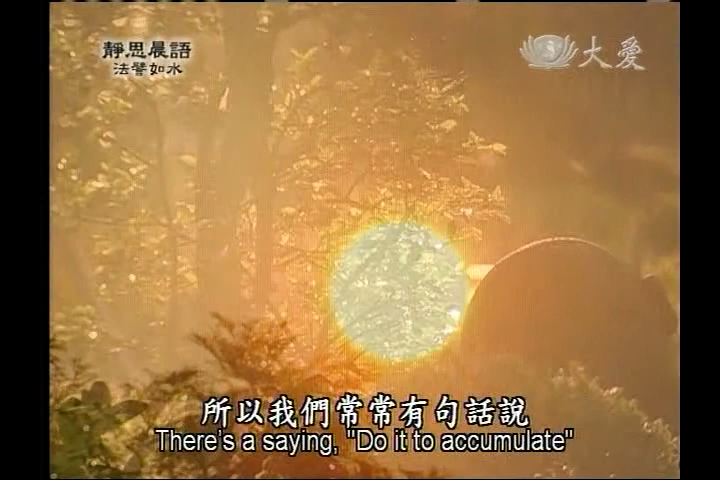 靜思晨語
法譬如水
大愛
所以我們常常有句話說
There's a saying, "Do it to accumulate"